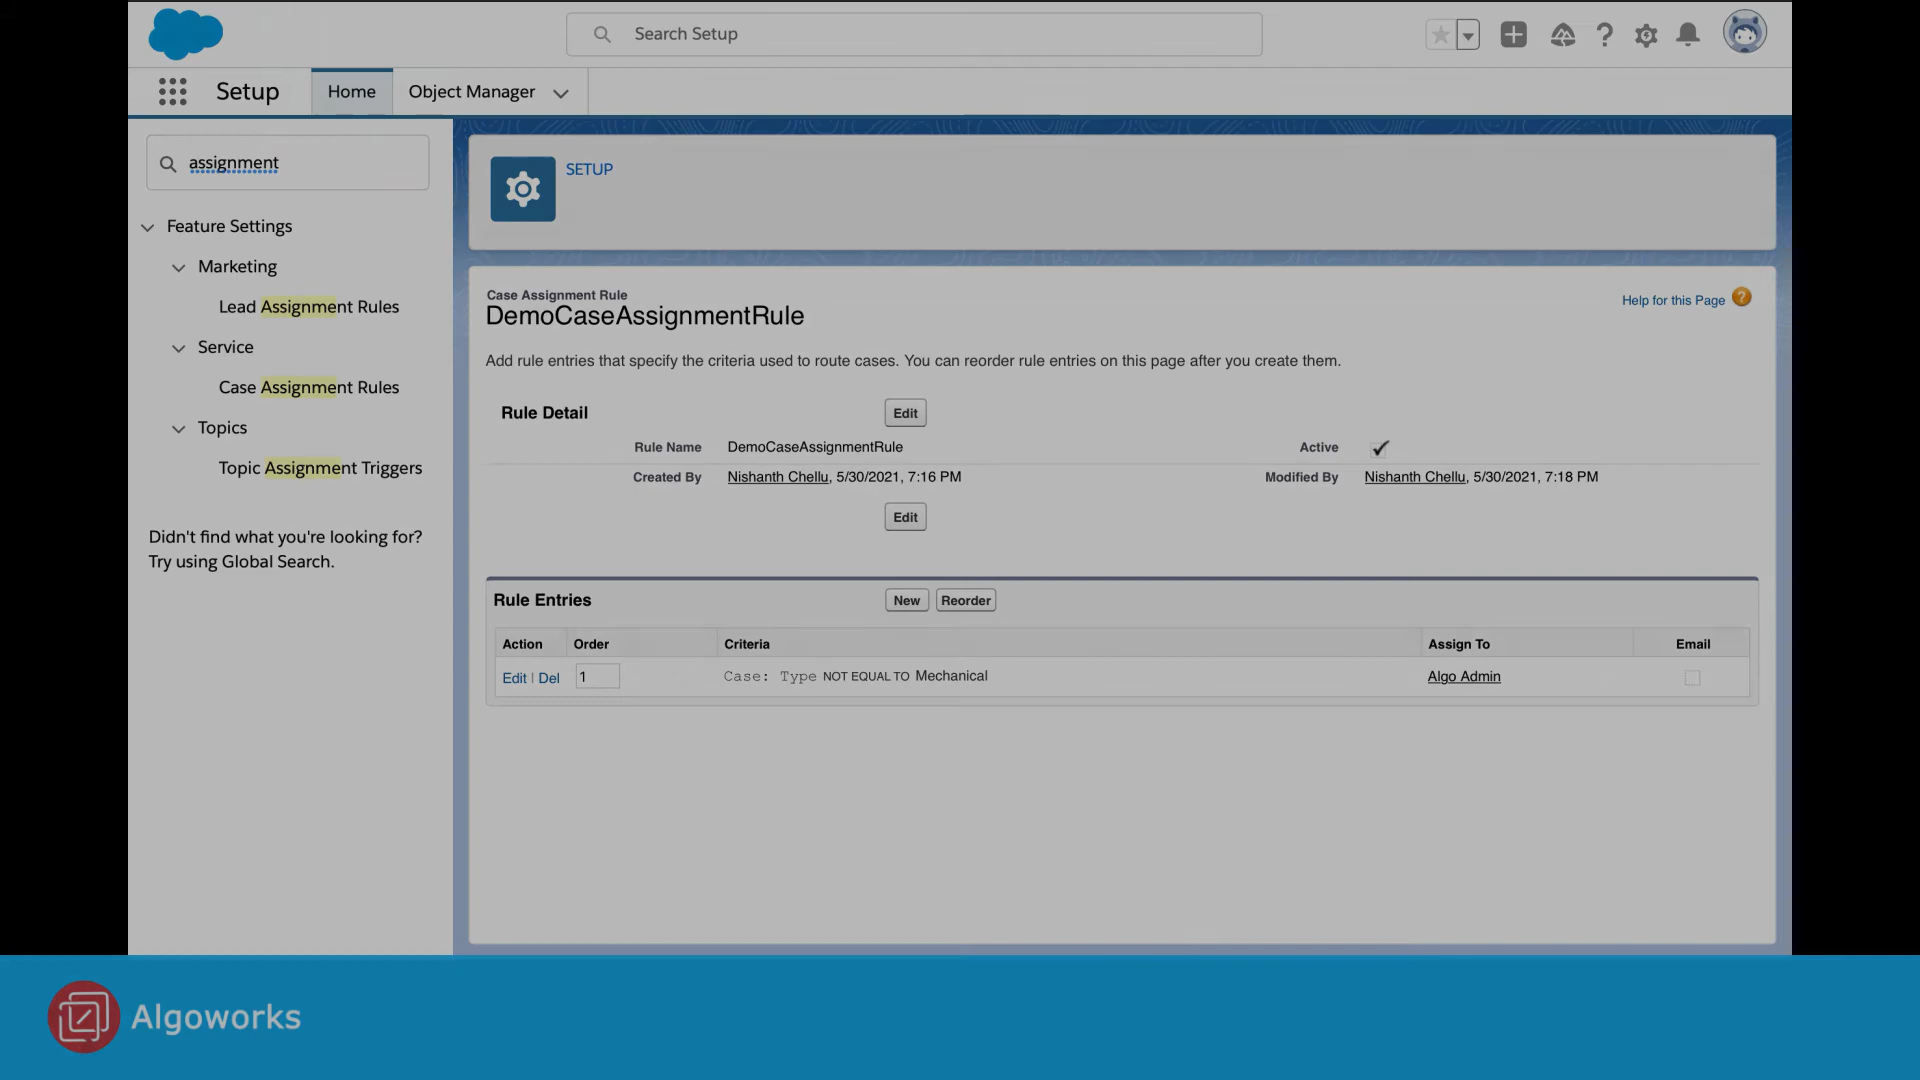 Search Setup
Setup
Home
Object Manager
assignment
SETUP
Feature Settings
Marketing
Lead Assignment Rules
Service
Case Assignment Rules
Topics
Topic Assignment Triggers
Didn't find what you're looking for?
Try using Global Search.
Case Assignment Rule
DemoCaseAssignmentRule
Help for this Page
Add rule entries that specify the criteria used to route cases. You can reorder rule entries on this page after you create them.
Rule Detail
Edit
Rule Name DemoCaseAssignmentRule Active
Created By Nishanth Chellu, 5/30/2021, 7:16 PM Modified By Nishanth Chellu, 5/30/2021, 7:18 PM
Edit
Rule Entries New Reorder
Action Order Criteria Assign To Email
Edit | Del 1 Case: Type NOT EQUAL TO Mechanical Algo Admin
Algoworks